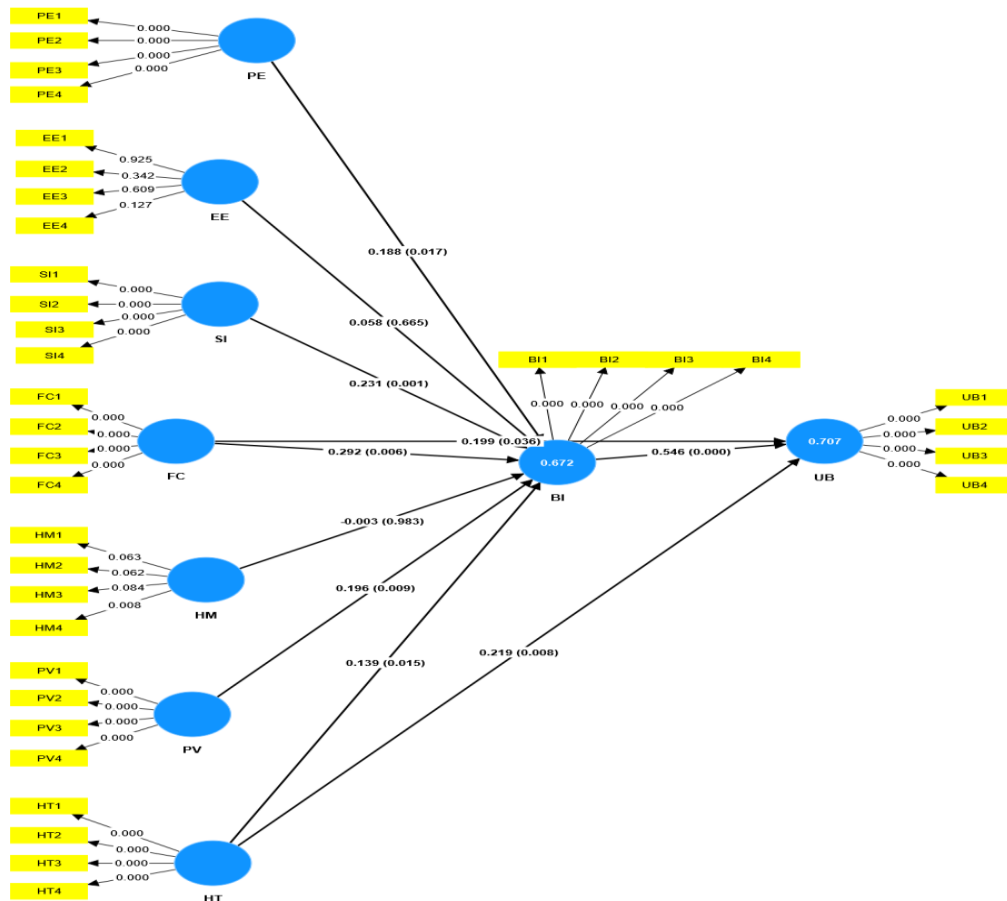 PE1
PE2
PE3
PE4
0.000
0.000
0.000
0.000
PE
EE1
EE2
EE3
EE4
0.925
0.342
0.609
0.127
EE
SI1
SI2
SI3
SI4
0.000
0.000
0.000
0.000
SI
FC1
FC2
FC3
FC4
0.000
0.000
0.000
0.000
FC
HM1
HM2
HM3
HM4
0.063
0.062
0.084
0.008
HM
PV1
PV2
PV3
PV4
0.000
0.000
0.000
0.000
PV
HT1
HT2
HT3
HT4
0.000
0.000
0.000
0.000
HT
0.188 (0.017)
0.058 (0.665)
0.231 (0.001)
0.199 (0.036)
0.292 (0.006)
-0.003 (0.983)
0.196 (0.009)
0.139 (0.015)
0.219 (0.008)
BI1 BI2 BI3 BI4
0.000 0.000 0.000 0.000
0.672
BI
0.546 (0.000)
0.707
UB
0.000
0.000
0.000
0.000
UB1
UB2
UB3
UB4